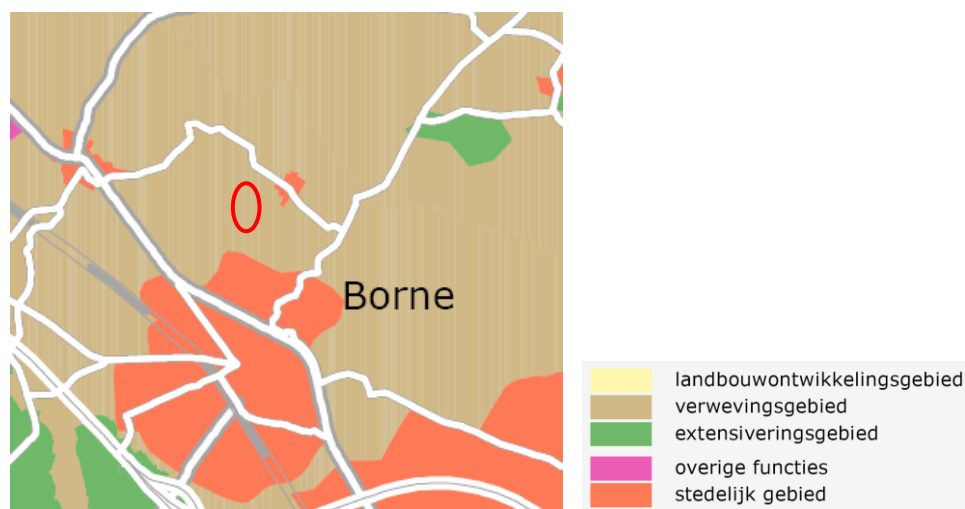 Borne
landbouwontwikkelingsgebied
verwevingsgebied
extensiveringsgebied
overige functies
stedelijk gebied